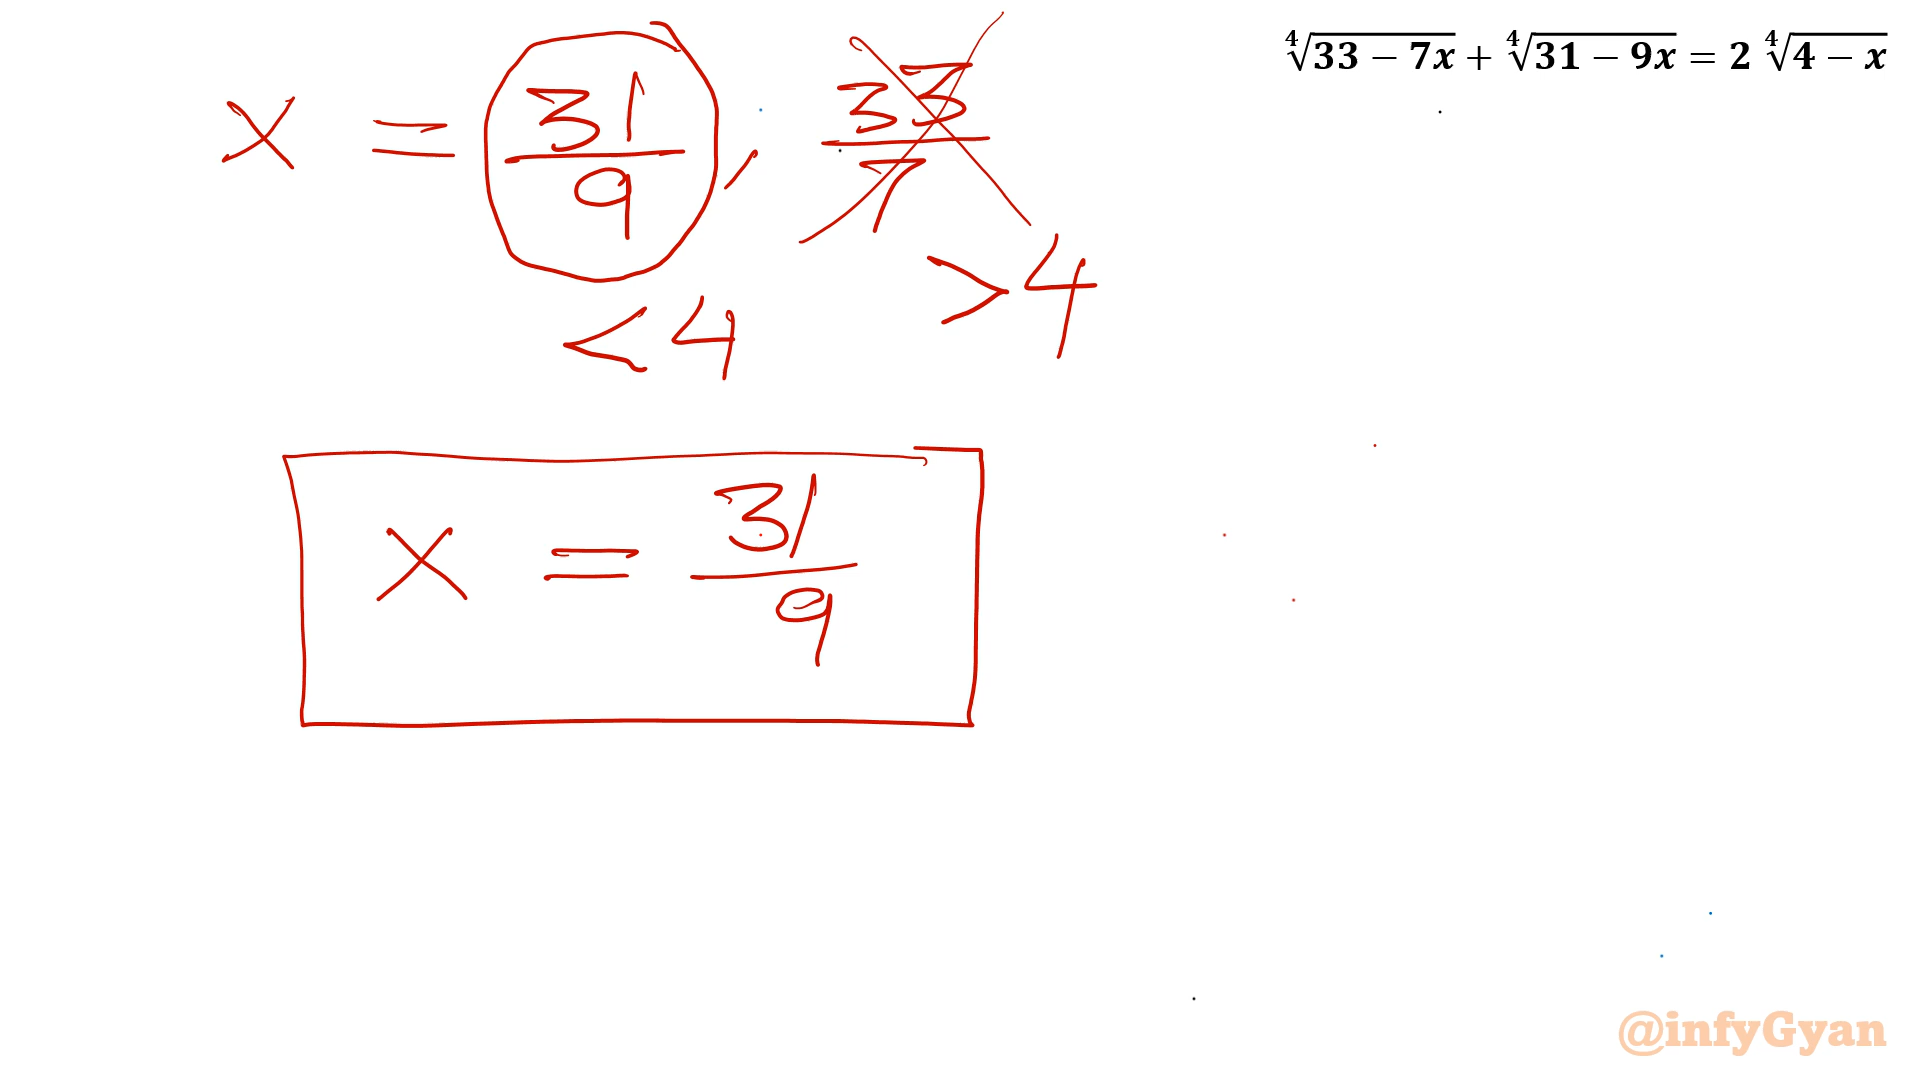 ∜(33 − 7x) + ∜(31 − 9x) = 2 ∜(4 − x)
x = 31/9 , 33/7
< 4 > 4
x = 31/9
@infyGyan